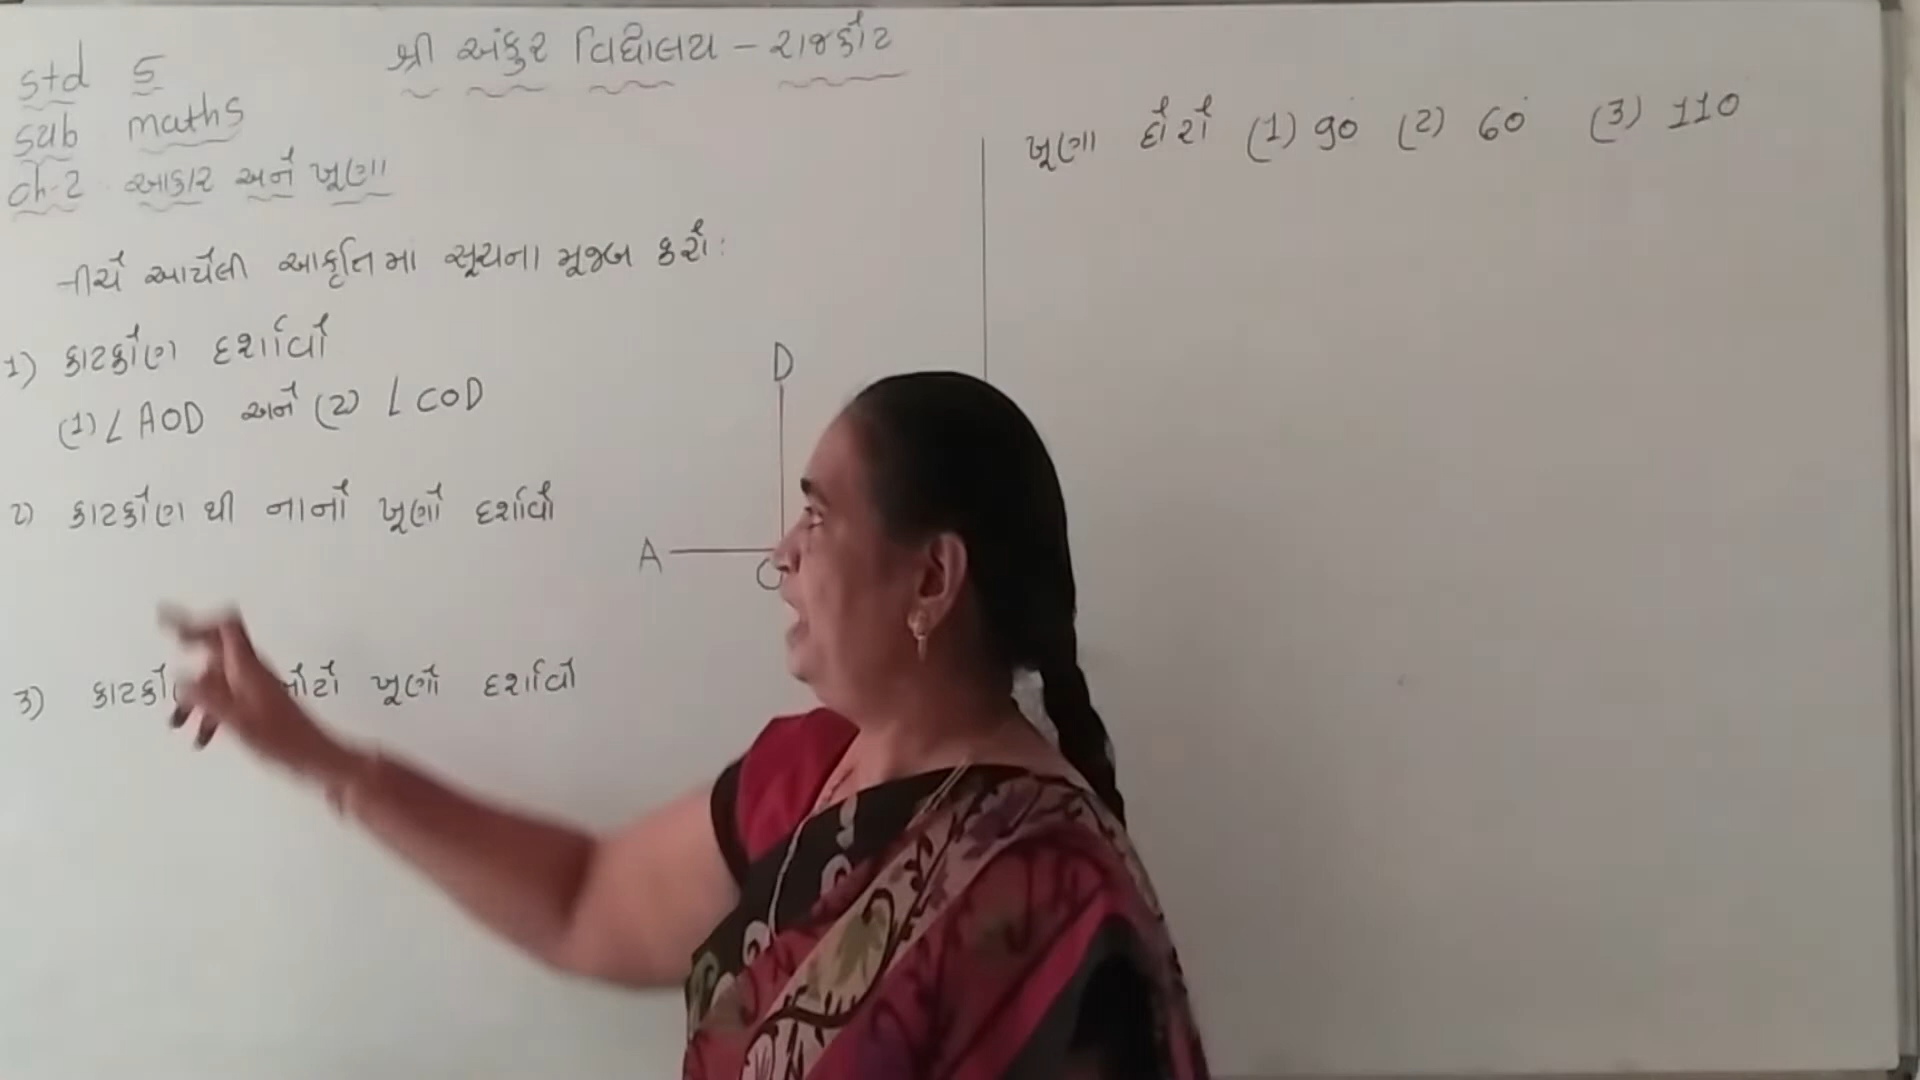 શ્રી અંકુર વિદ્યાલય - રાજકોટ
std 5
sub maths
ch-2 આકાર અને ખૂણા
નીચે આપેલી આકૃતિમાં સૂચના મૂજબ કરો:
1) કાટકોણ દર્શાવો
(1) ∠AOD અને (2) ∠COD
2) કાટકોણ થી નાનો ખૂણો દર્શાવો
3) ખૂણો દર્શાવો
D
A
ખૂણા દોરો (1) 90° (2) 60° (3) 110